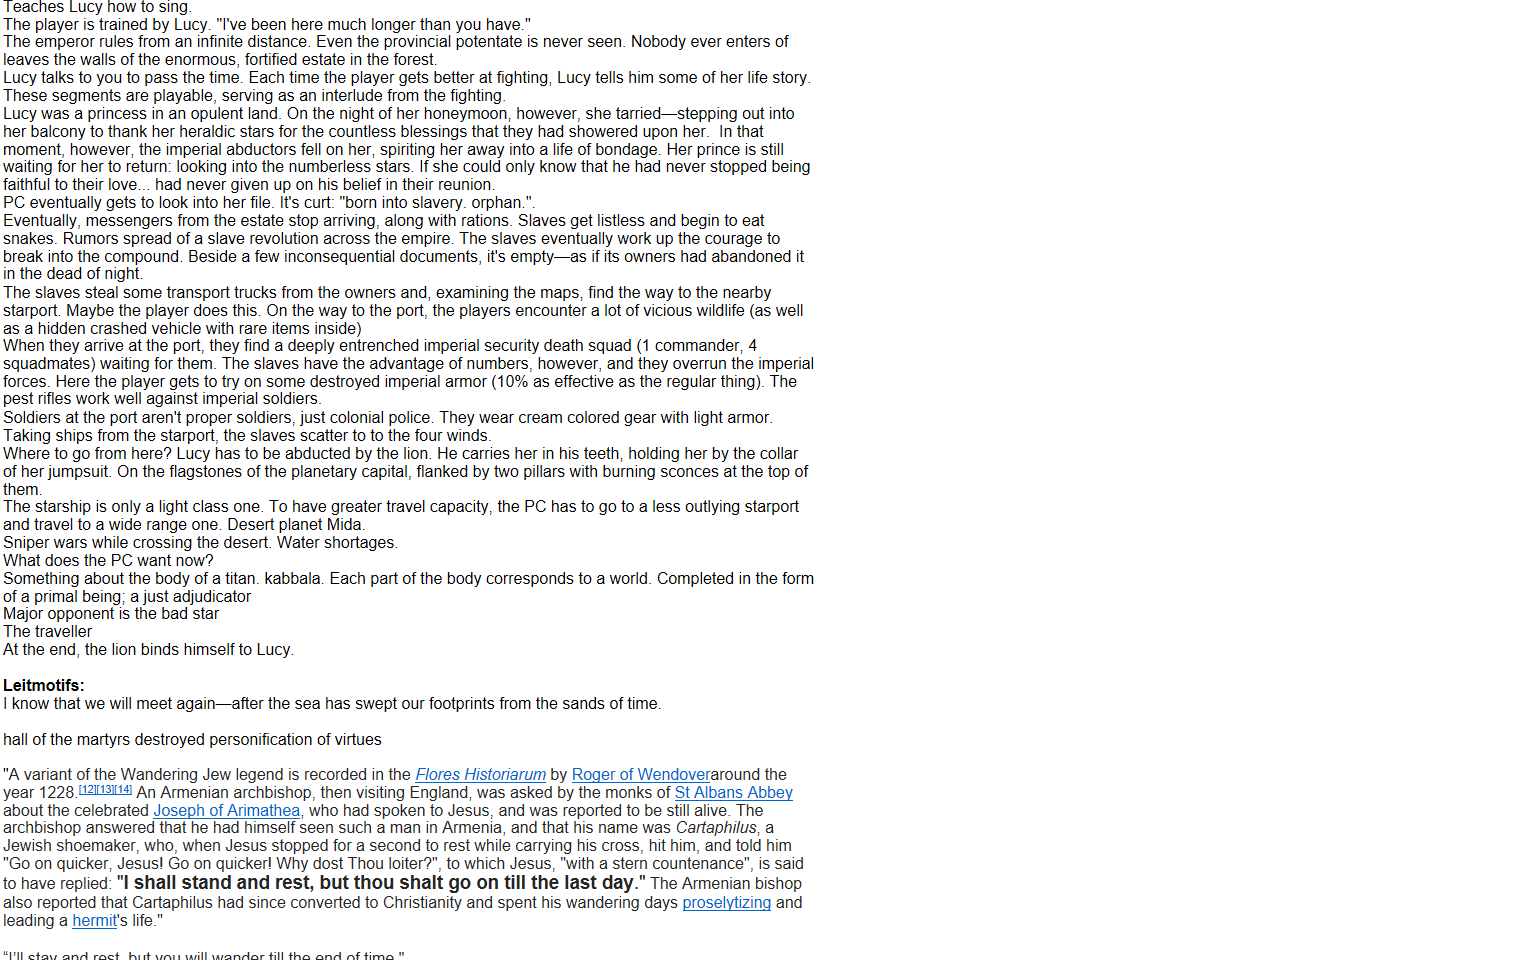 Teaches Lucy how to sing.
The player is trained by Lucy. "I've been here much longer than you have."
The emperor rules from an infinite distance. Even the provincial potentate is never seen. Nobody ever enters of
leaves the walls of the enormous, fortified estate in the forest.
Lucy talks to you to pass the time. Each time the player gets better at fighting, Lucy tells him some of her life story.
These segments are playable, serving as an interlude from the fighting.
Lucy was a princess in an opulent land. On the night of her honeymoon, however, she tarried—stepping out into
her balcony to thank her heraldic stars for the countless blessings that they had showered upon her.  In that
moment, however, the imperial abductors fell on her, spiriting her away into a life of bondage. Her prince is still
waiting for her to return: looking into the numberless stars. If she could only know that he had never stopped being
faithful to their love... had never given up on his belief in their reunion.
PC eventually gets to look into her file. It's curt: "born into slavery. orphan.".
Eventually, messengers from the estate stop arriving, along with rations. Slaves get listless and begin to eat
snakes. Rumors spread of a slave revolution across the empire. The slaves eventually work up the courage to
break into the compound. Beside a few inconsequential documents, it's empty—as if its owners had abandoned it
in the dead of night.
The slaves steal some transport trucks from the owners and, examining the maps, find the way to the nearby
starport. Maybe the player does this. On the way to the port, the players encounter a lot of vicious wildlife (as well
as a hidden crashed vehicle with rare items inside)
When they arrive at the port, they find a deeply entrenched imperial security death squad (1 commander, 4
squadmates) waiting for them. The slaves have the advantage of numbers, however, and they overrun the imperial
forces. Here the player gets to try on some destroyed imperial armor (10% as effective as the regular thing). The
pest rifles work well against imperial soldiers.
Soldiers at the port aren't proper soldiers, just colonial police. They wear cream colored gear with light armor.
Taking ships from the starport, the slaves scatter to to the four winds.
Where to go from here? Lucy has to be abducted by the lion. He carries her in his teeth, holding her by the collar
of her jumpsuit. On the flagstones of the planetary capital, flanked by two pillars with burning sconces at the top of
them.
The starship is only a light class one. To have greater travel capacity, the PC has to go to a less outlying starport
and travel to a wide range one. Desert planet Mida.
Sniper wars while crossing the desert. Water shortages.
What does the PC want now?
Something about the body of a titan. kabbala. Each part of the body corresponds to a world. Completed in the form
of a primal being; a just adjudicator
Major opponent is the bad star
The traveller
At the end, the lion binds himself to Lucy.
Leitmotifs:
I know that we will meet again—after the sea has swept our footprints from the sands of time.
hall of the martyrs destroyed personification of virtues
"A variant of the Wandering Jew legend is recorded in the Flores Historiarum by Roger of Wendoveraround the
year 1228.[12][13][14] An Armenian archbishop, then visiting England, was asked by the monks of St Albans Abbey
about the celebrated Joseph of Arimathea, who had spoken to Jesus, and was reported to be still alive. The
archbishop answered that he had himself seen such a man in Armenia, and that his name was Cartaphilus, a
Jewish shoemaker, who, when Jesus stopped for a second to rest while carrying his cross, hit him, and told him
"Go on quicker, Jesus! Go on quicker! Why dost Thou loiter?", to which Jesus, "with a stern countenance", is said
to have replied: "I shall stand and rest, but thou shalt go on till the last day." The Armenian bishop
also reported that Cartaphilus had since converted to Christianity and spent his wandering days proselytizing and
leading a hermit's life."
"I'll stay and rest, but you will wander till the end of time."